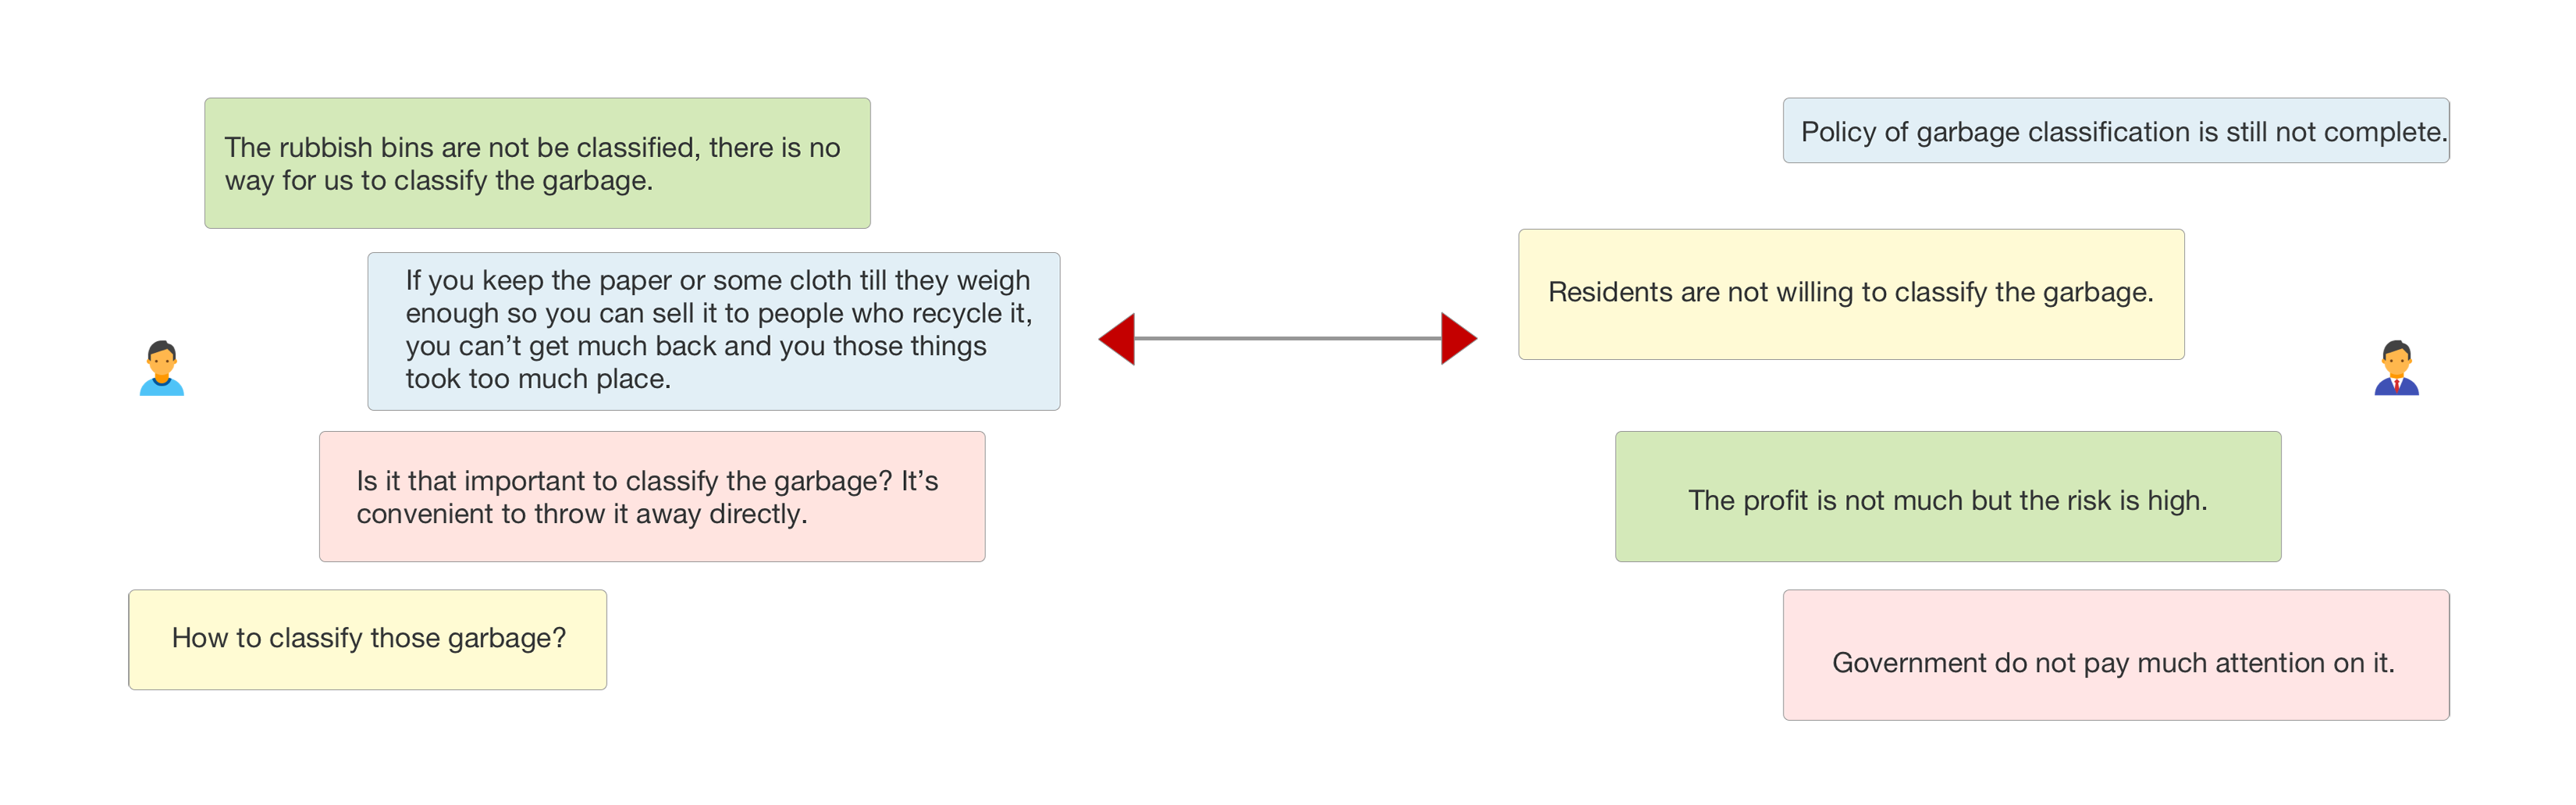 The rubbish bins are not be classified, there is no
way for us to classify the garbage.
If you keep the paper or some cloth till they weigh
enough so you can sell it to people who recycle it,
you can’t get much back and you those things
took too much place.
Is it that important to classify the garbage? It’s
convenient to throw it away directly.
How to classify those garbage?
Policy of garbage classification is still not complete.
Residents are not willing to classify the garbage.
The profit is not much but the risk is high.
Government do not pay much attention on it.